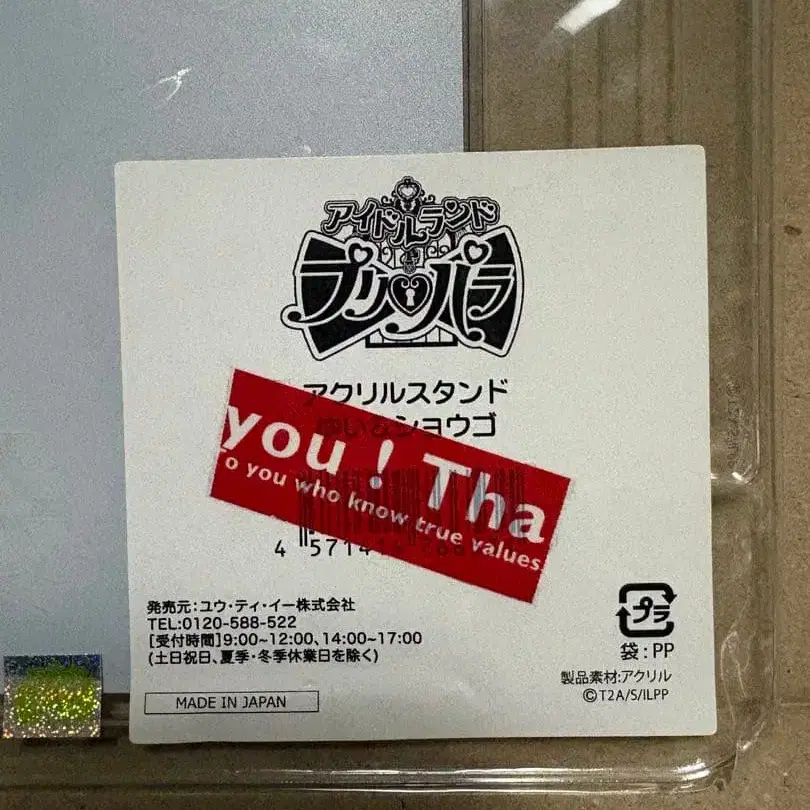 アイドルランド
プリパラ
アクリルスタンド
ゆい&ショウゴ
you ! Tha
o you who know true values.
4 57141
発売元:ユウ・ティ・イー株式会社
TEL:0120-588-522
[受付時間]9:00~12:00、14:00~17:00
(土日祝日、夏季・冬季休業日を除く)
プラ
袋:PP
製品素材:アクリル
©T2A/S/ILPP
MADE IN JAPAN